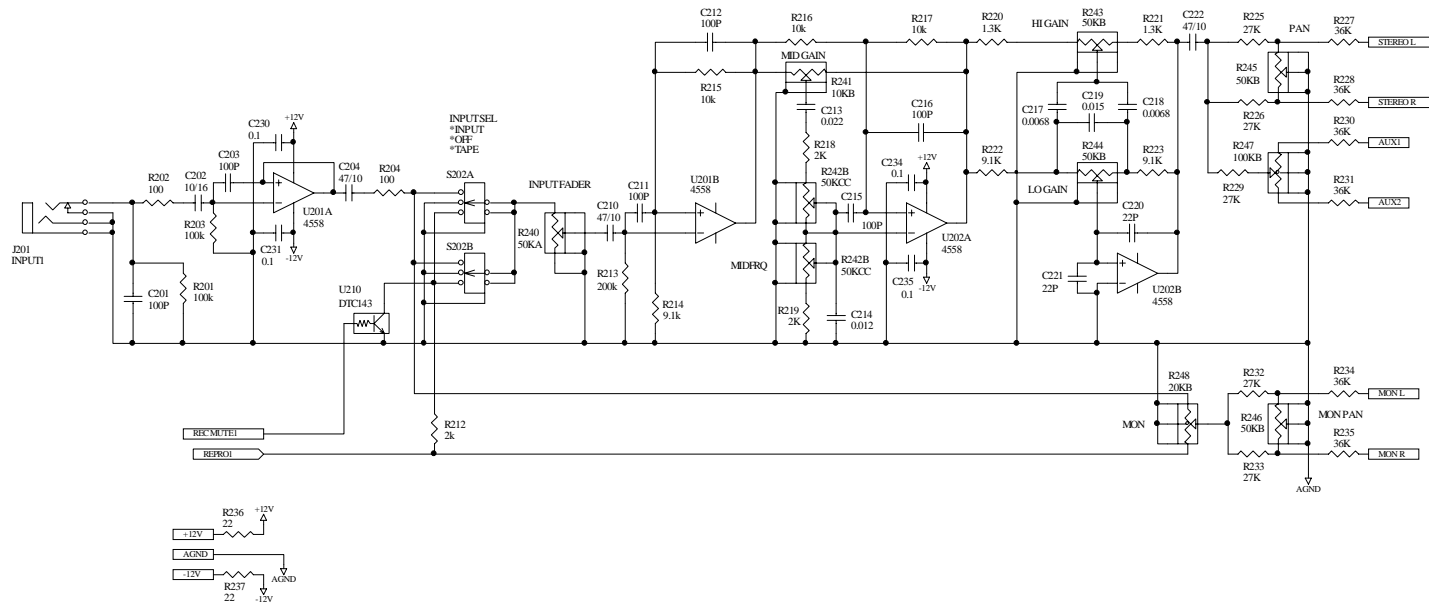 C212
100P
R216
10k
R217
10k
R220
1.3K
HI GAIN
R243
50KB
R221
1.3K
C222
47/10
R225
27K
PAN
R227
36K
STEREO L
MID GAIN
R241
10KB
R215
10k
R245
50KB
R228
36K
STEREO R
R226
27K
C213
0.022
C216
100P
C217
0.0068
C219
0.015
C218
0.0068
R230
36K
AUX1
R247
100KB
R229
27K
R231
36K
AUX2
C230
0.1
+12V
INPUT SEL
*INPUT
*OFF
*TAPE
C203
100P
C204
47/10
R204
100
S202A
R202
100
C202
10/16
U201A
4558
R203
100k
C231
0.1
-12V
J201
INPUT1
INPUT FADER
R240
50KA
S202B
C210
47/10
C211
100P
U201B
4558
R218
2K
R242B
50KCC
C215
100P
C234
0.1
+12V
U202A
4558
R222
9.1K
R244
50KB
R223
9.1K
LO GAIN
C220
22P
C221
22P
U202B
4558
R213
200k
MIDFRQ
R242B
50KCC
C235
0.1
-12V
C201
100P
R201
100k
U210
DTC143
R214
9.1k
R219
2K
C214
0.012
R248
20KB
MON
R232
27K
R234
36K
MON L
R246
50KB
MON PAN
R235
36K
MON R
R233
27K
AGND
REC MUTE1
R212
2k
REPRO1
R236
22
+12V
+12V
AGND
AGND
-12V
R237
22
-12V